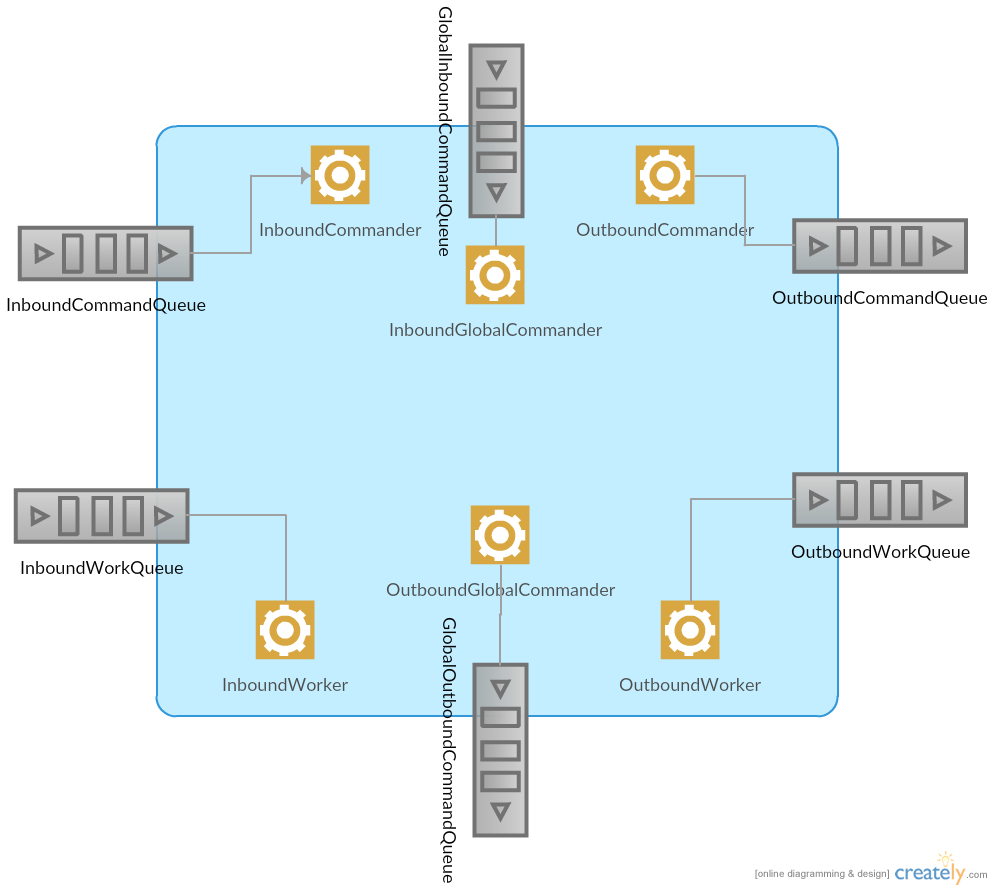 GlobalInboundCommandQueue
InboundCommander
OutboundCommander
InboundCommandQueue
OutboundCommandQueue
InboundGlobalCommander
InboundWorkQueue
OutboundWorkQueue
OutboundGlobalCommander
GlobalOutboundCommandQueue
InboundWorker
OutboundWorker
[online diagramming & design] creately.com